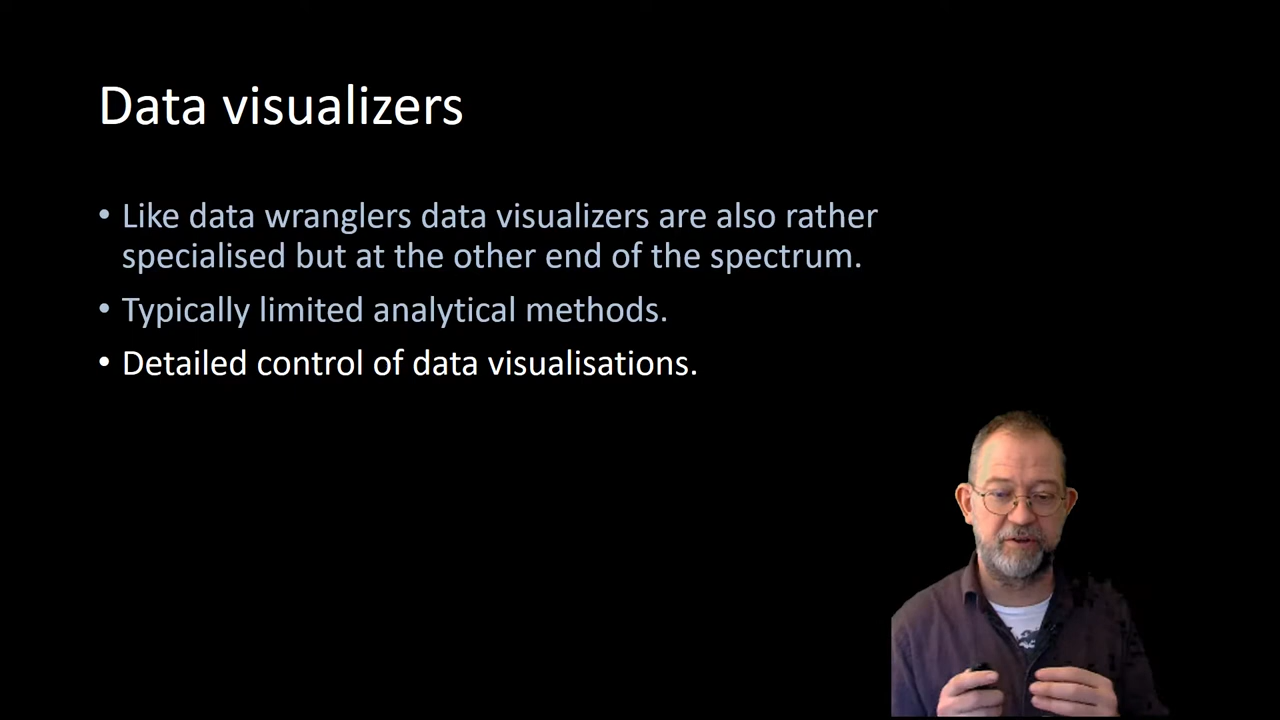 Data visualizers
• Like data wranglers data visualizers are also rather
specialised but at the other end of the spectrum.
• Typically limited analytical methods.
• Detailed control of data visualisations.